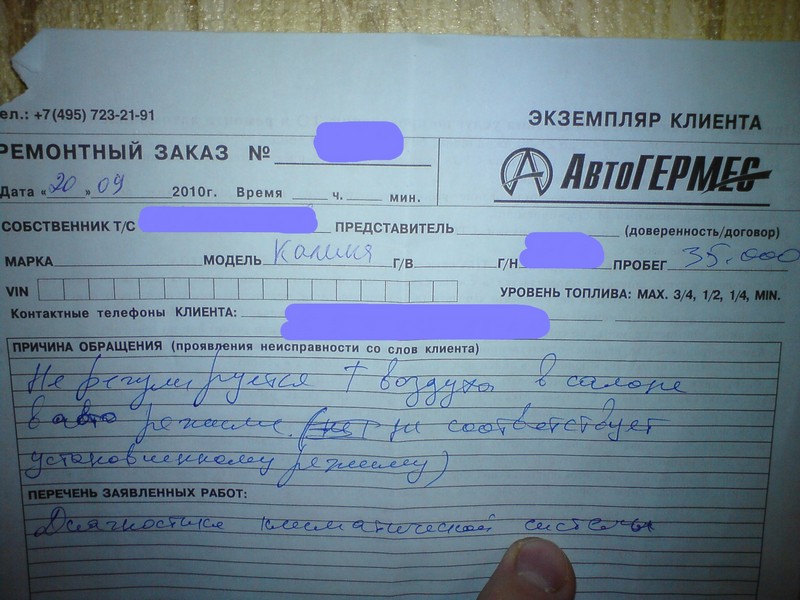 ел.: +7(495) 723-21-91
ЭКЗЕМПЛЯР КЛИЕНТА
РЕМОНТНЫЙ ЗАКАЗ №
АвтоГЕРМЕС
Дата «20» 09 2010г. Время ч. мин.
СОБСТВЕННИК Т/С ПРЕДСТАВИТЕЛЬ (доверенность/договор)
МАРКА МОДЕЛЬ Калина Г/В Г/Н ПРОБЕГ 35.000
VIN УРОВЕНЬ ТОПЛИВА: MAX. 3/4, 1/2, 1/4, MIN.
Контактные телефоны КЛИЕНТА:
ПРИЧИНА ОБРАЩЕНИЯ (проявления неисправности со слов клиента)
Не регулируется T воздуха в салоне
в авто режиме. (не соответствует
установленному режиму)
ПЕРЕЧЕНЬ ЗАЯВЛЕННЫХ РАБОТ:
Диагностика климатической системы